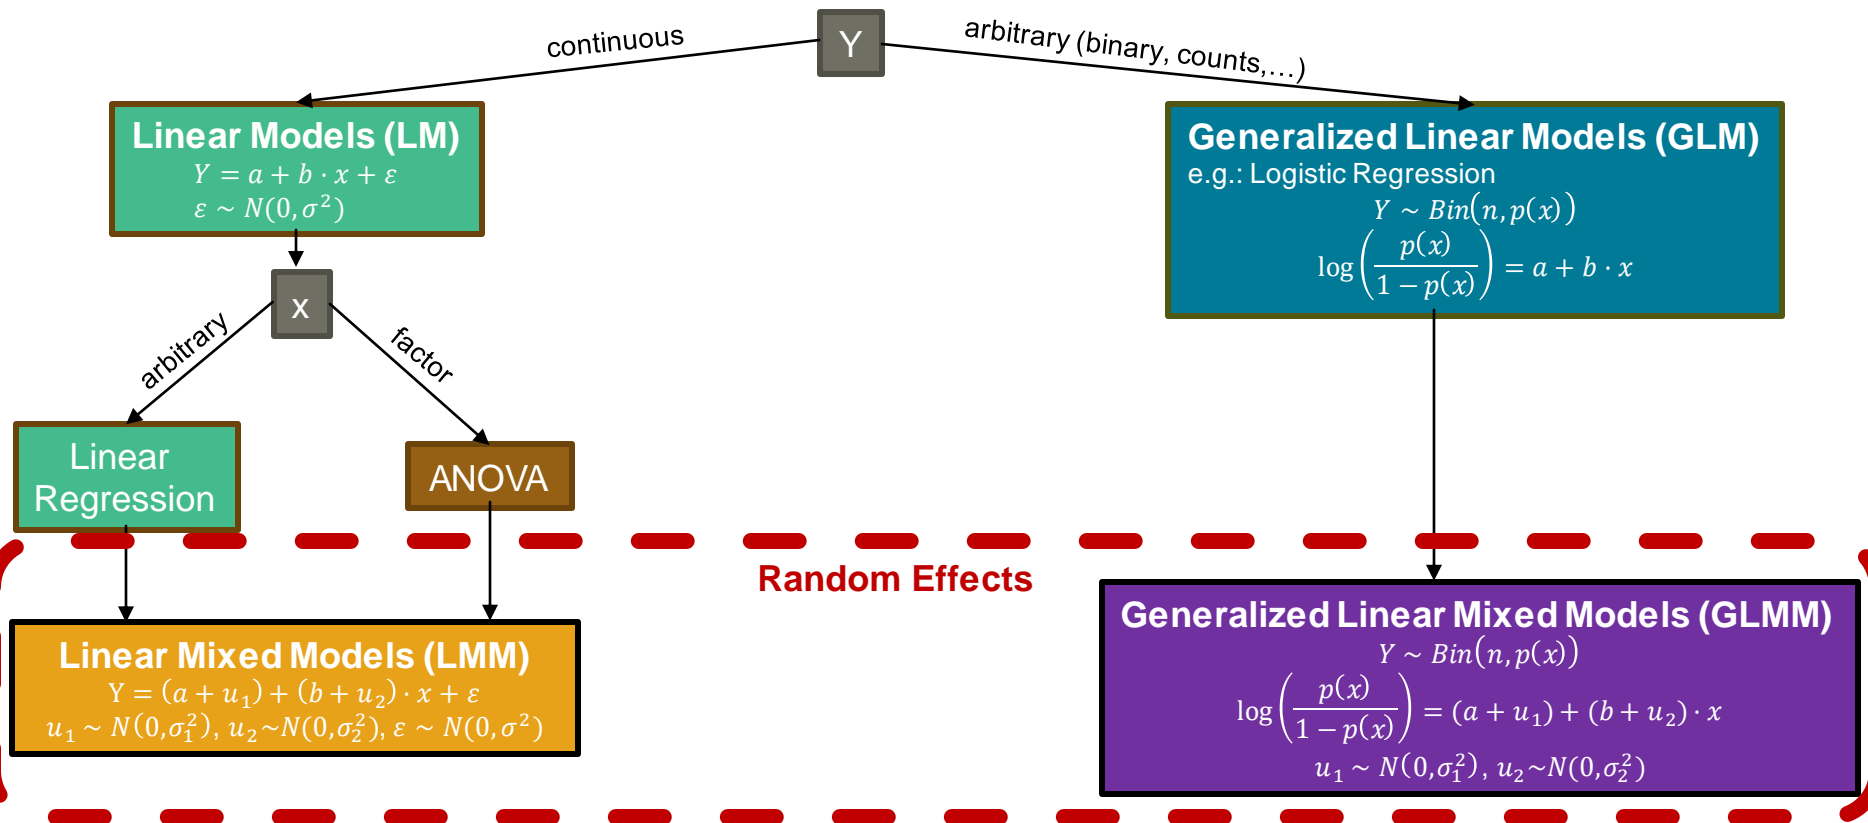 Y
continuous
arbitrary (binary, counts,…)
Linear Models (LM)
Y = a + b · x + ε
ε ~ N(0, σ²)
Generalized Linear Models (GLM)
e.g.: Logistic Regression
Y ~ Bin(n, p(x))
log(p(x) / 1 − p(x)) = a + b · x
x
arbitrary
factor
Linear
Regression
ANOVA
Random Effects
Linear Mixed Models (LMM)
Y = (a + u₁) + (b + u₂) · x + ε
u₁ ~ N(0,σ₁²), u₂~N(0,σ₂²), ε ~ N(0, σ²)
Generalized Linear Mixed Models (GLMM)
Y ~ Bin(n, p(x))
log(p(x) / 1 − p(x)) = (a + u₁) + (b + u₂) · x
u₁ ~ N(0,σ₁²), u₂~N(0,σ₂²)